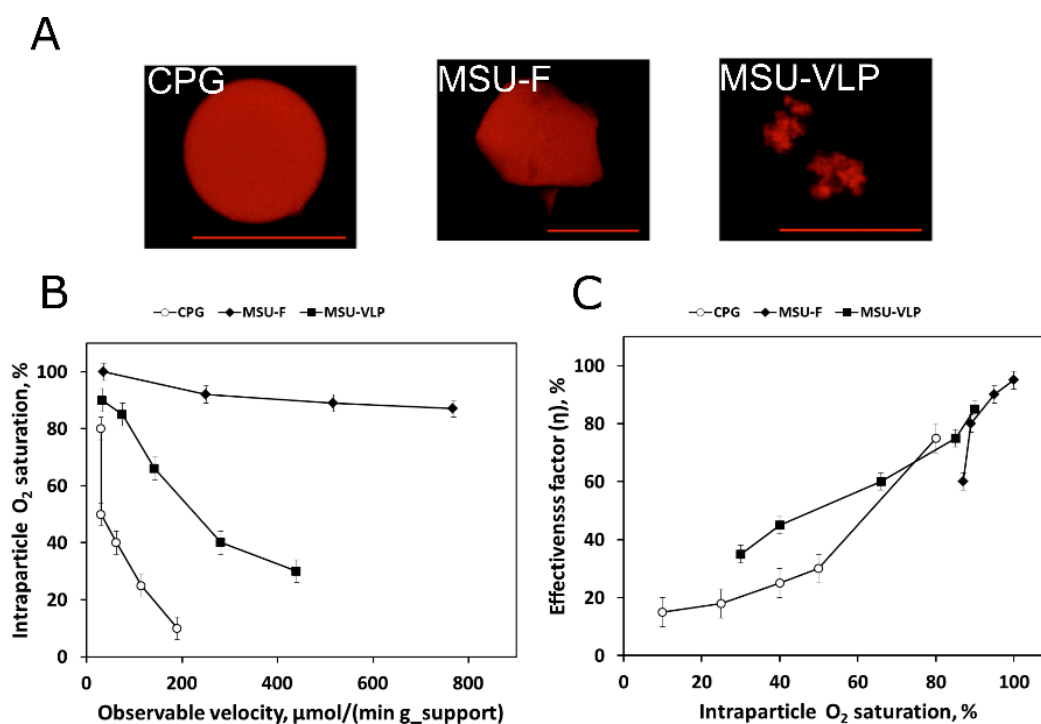 A
CPG
MSU-F
MSU-VLP
B
CPG MSU-F MSU-VLP
100
80
60
40
20
0
Intraparticle O2 saturation, %
0 200 400 600 800
Observable velocity, µmol/(min g_support)
C
CPG MSU-F MSU-VLP
100
80
60
40
20
0
Effectivensss factor (η), %
0 20 40 60 80 100
Intraparticle O2 saturation, %